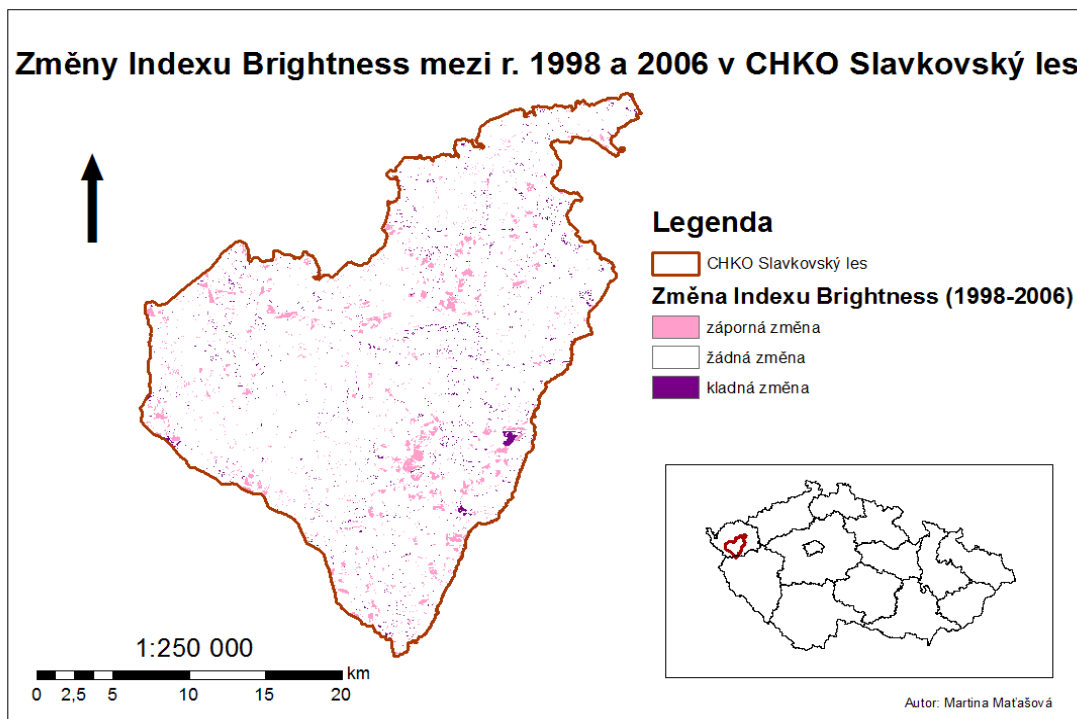 Změny Indexu Brightness mezi r. 1998 a 2006 v CHKO Slavkovský les
Legenda
CHKO Slavkovský les
Změna Indexu Brightness (1998-2006)
záporná změna
žádná změna
kladná změna
1:250 000
km
0 2,5 5 10 15 20
Autor: Martina Maťašová